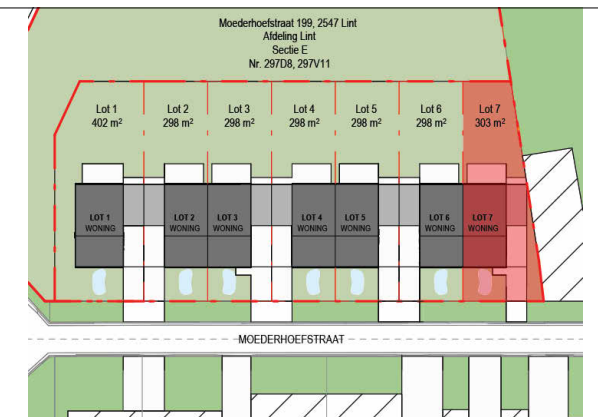 Moederhoefstraat 199, 2547 Lint
Afdeling Lint
Sectie E
Nr. 297D8, 297V11
Lot 1
402 m²
Lot 2
298 m²
Lot 3
298 m²
Lot 4
298 m²
Lot 5
298 m²
Lot 6
298 m²
Lot 7
303 m²
LOT 1
WONING
LOT 2
WONING
LOT 3
WONING
LOT 4
WONING
LOT 5
WONING
LOT 6
WONING
LOT 7
WONING
MOEDERHOEFSTRAAT